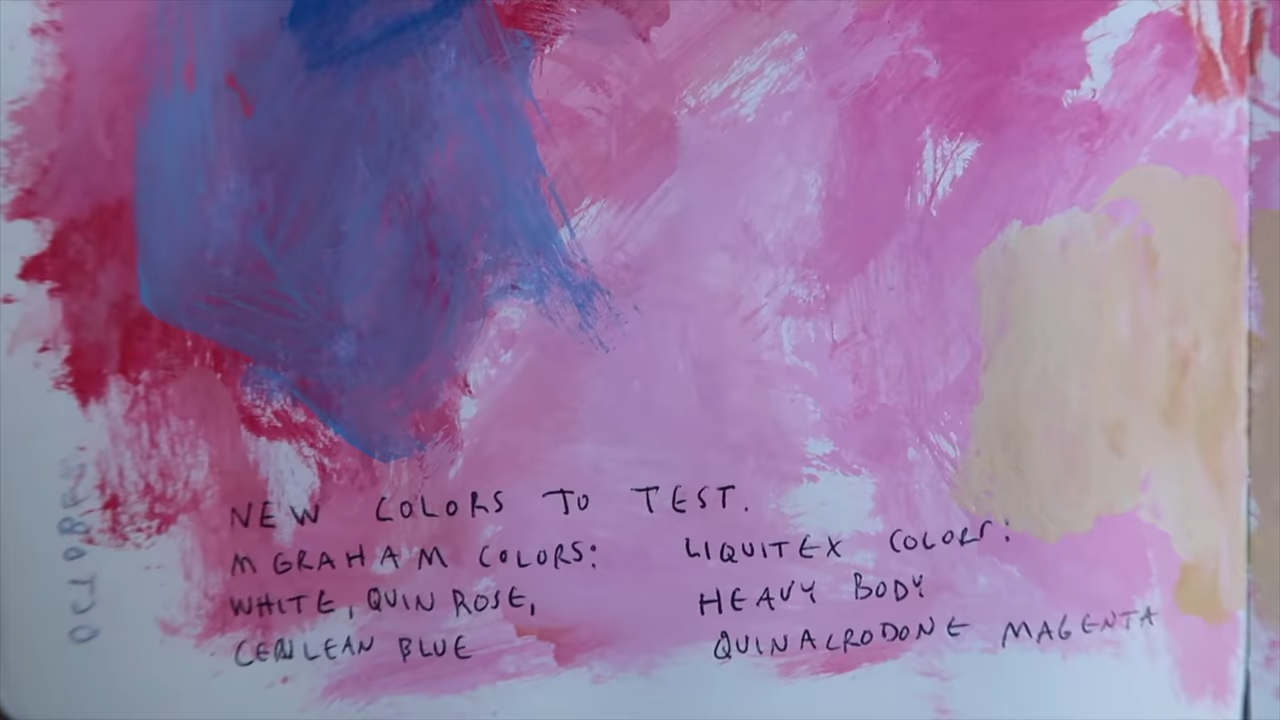 NEW COLORS TO TEST.
M GRAHAM COLORS:
WHITE, QUIN ROSE,
CERULEAN BLUE
LIQUITEX COLORS:
HEAVY BODY
QUINACRODONE MAGENTA